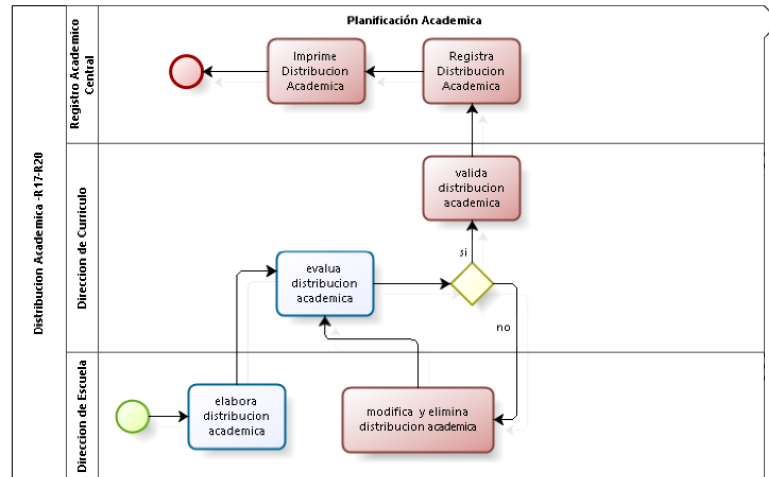 Planificación Academica
Distribucion Academica -R17-R20
Registro Academico
Central
Imprime
Distribucion
Academica
Registra
Distribucion
Academica
Direccion de Curriculo
valida
distribucion
academica
si
evalua
distribucion
academica
no
Direccion de Escuela
elabora
distribucion
academica
modifica y elimina
distribucion academica